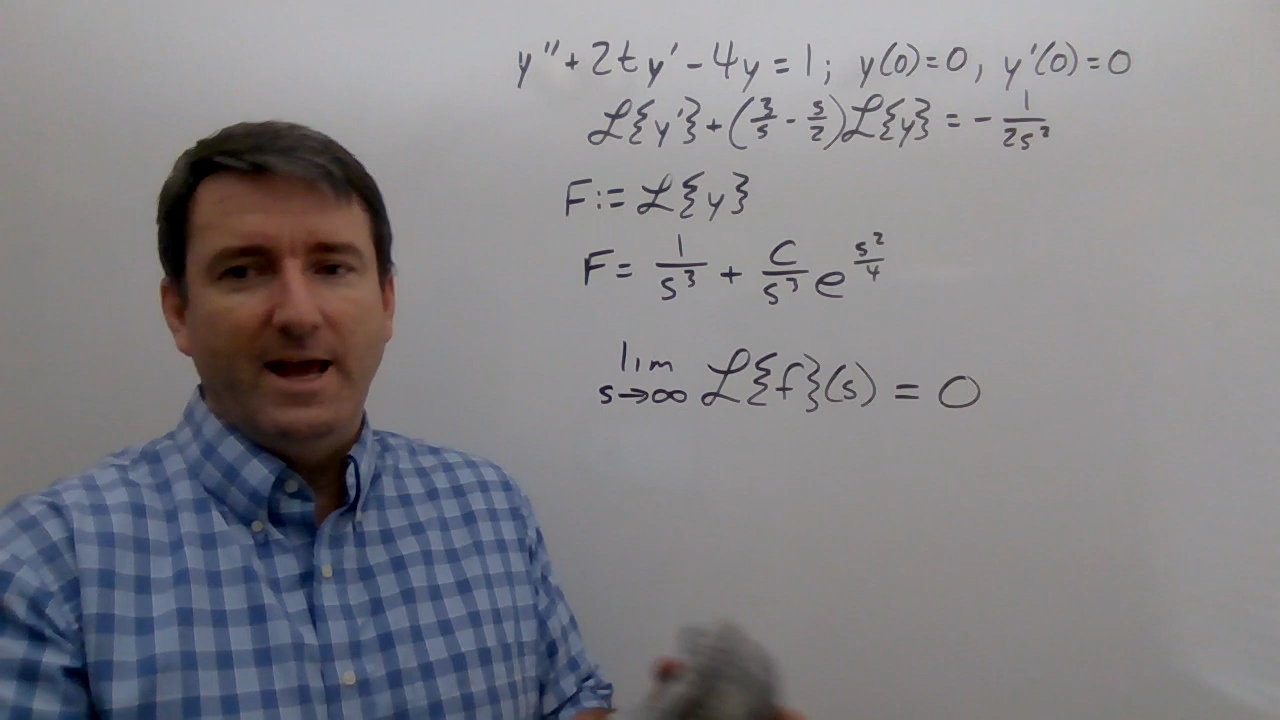 y'' + 2ty' - 4y = 1; y(0)=0, y'(0)=0
ℒ{y'} + (3/s - s/2)ℒ{y} = - 1/2s²
F := ℒ{y}
F = 1/s³ + C/s³ e^(s²/4)
lim s→∞ ℒ{f}(s) = 0